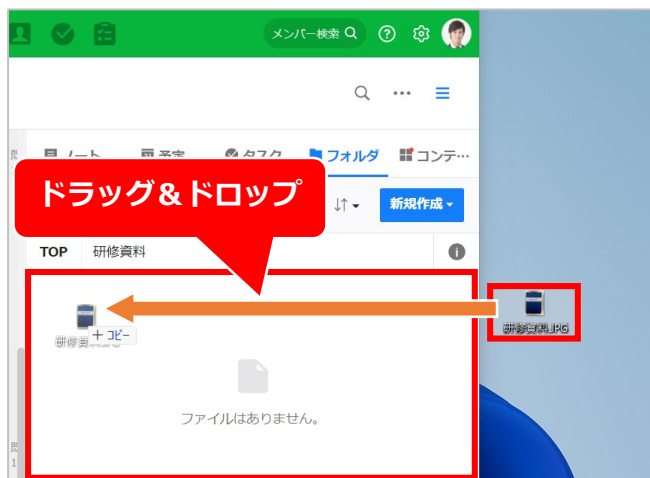 メンバー検索
ノート 予定 タスク フォルダ コンテ…
ドラッグ＆ドロップ
新規作成
TOP 研修資料
研修資料.JPG
＋コピー
ファイルはありません。